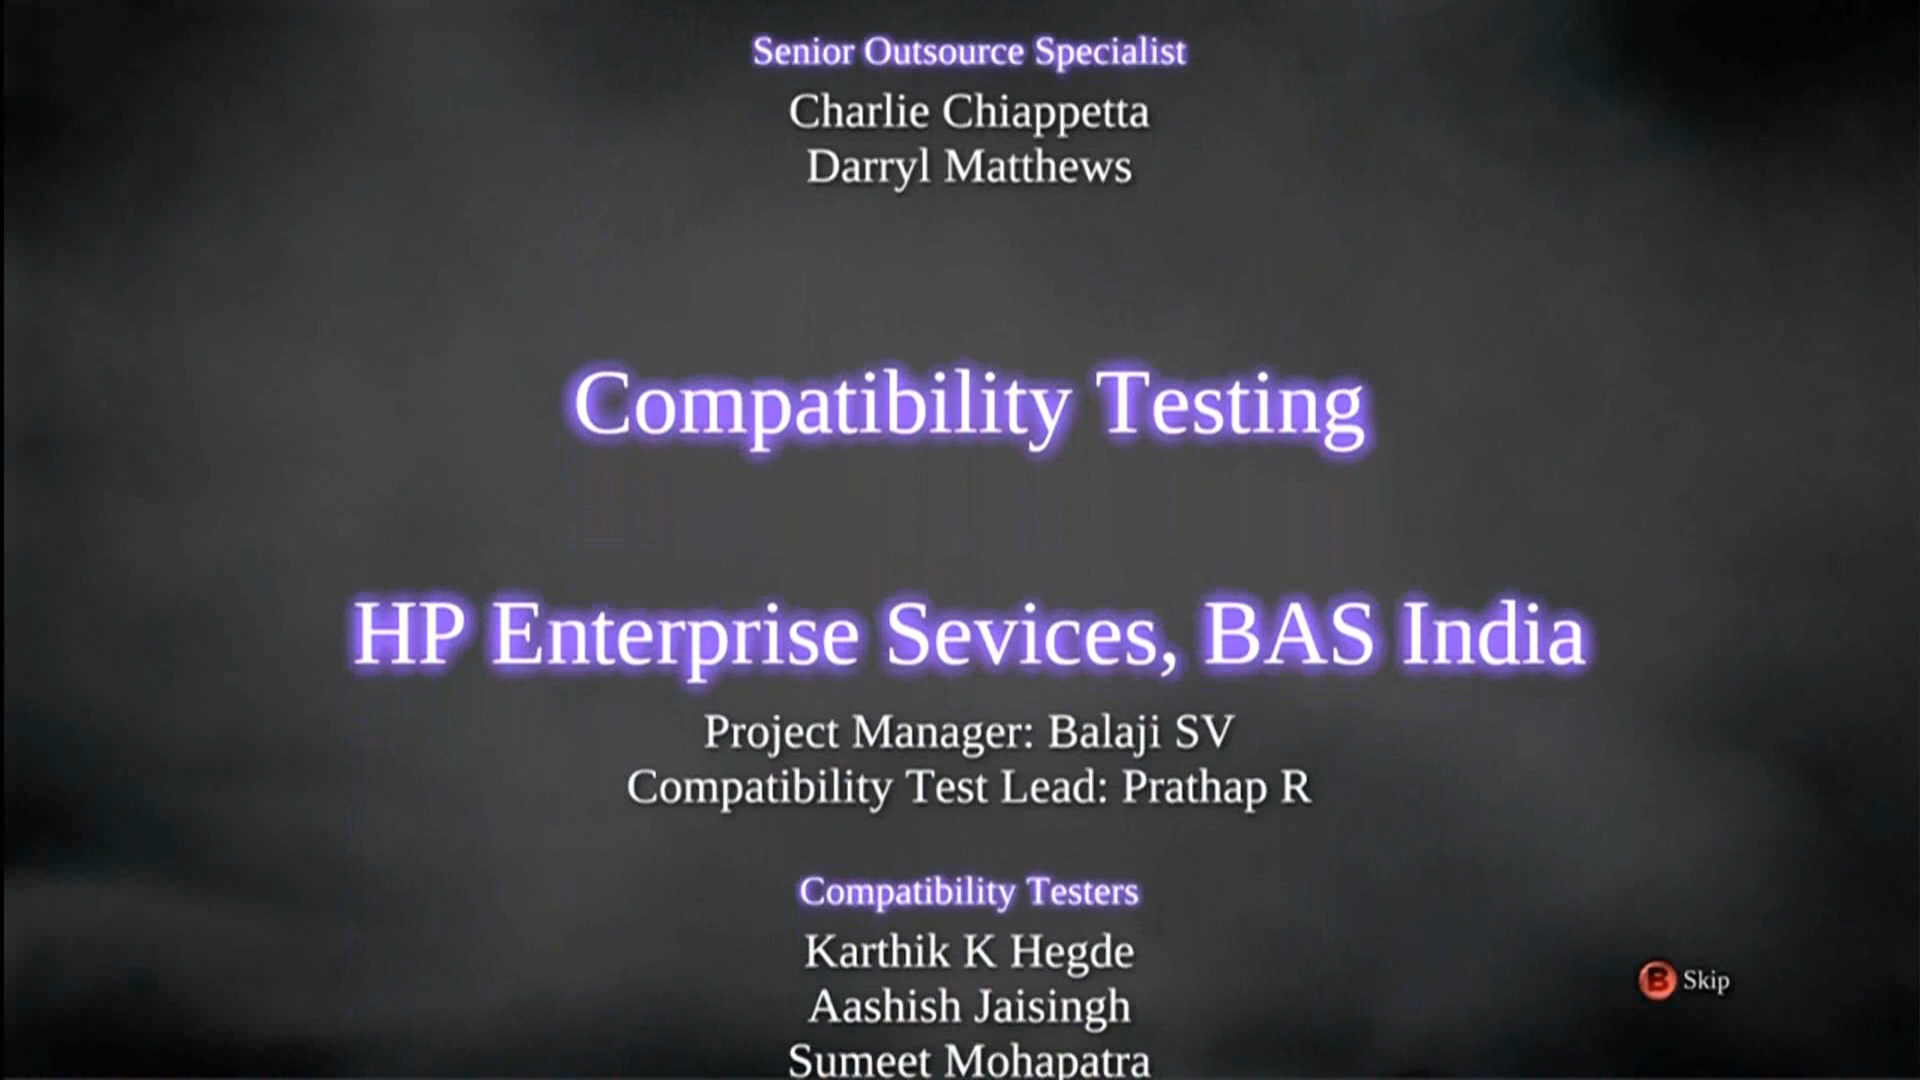 Senior Outsource Specialist
Charlie Chiappetta
Darryl Matthews
Compatibility Testing
HP Enterprise Sevices, BAS India
Project Manager: Balaji SV
Compatibility Test Lead: Prathap R
Compatibility Testers
Karthik K Hegde
Aashish Jaisingh
B Skip
Sumeet Mohapatra